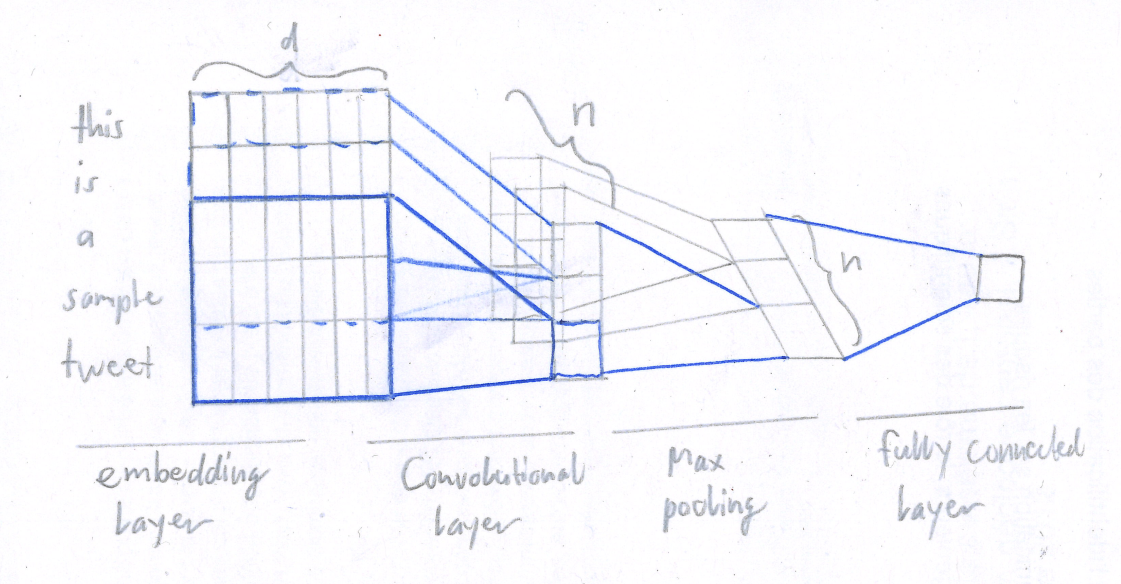 d
n
this
is
a
sample
tweet
n
embedding
Layer
Convolutional
Layer
Max
pooling
fully connected
Layer